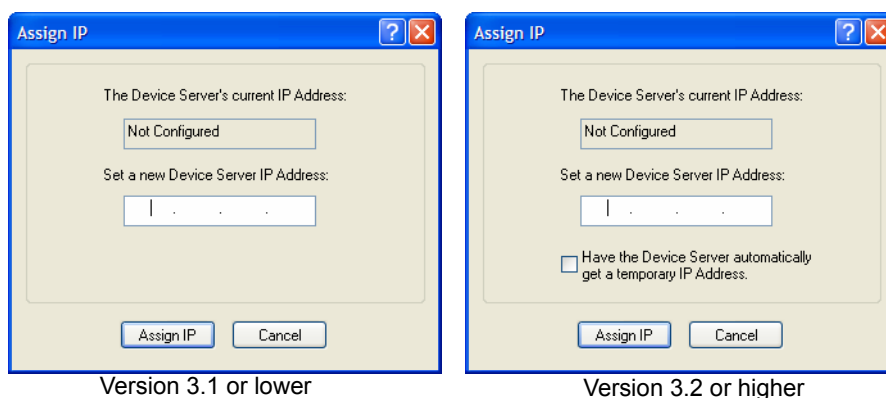 Assign IP
The Device Server's current IP Address:
Not Configured
Set a new Device Server IP Address:
. . .
Assign IP Cancel
Version 3.1 or lower
Assign IP
The Device Server's current IP Address:
Not Configured
Set a new Device Server IP Address:
. . .
Have the Device Server automatically
get a temporary IP Address.
Assign IP Cancel
Version 3.2 or higher